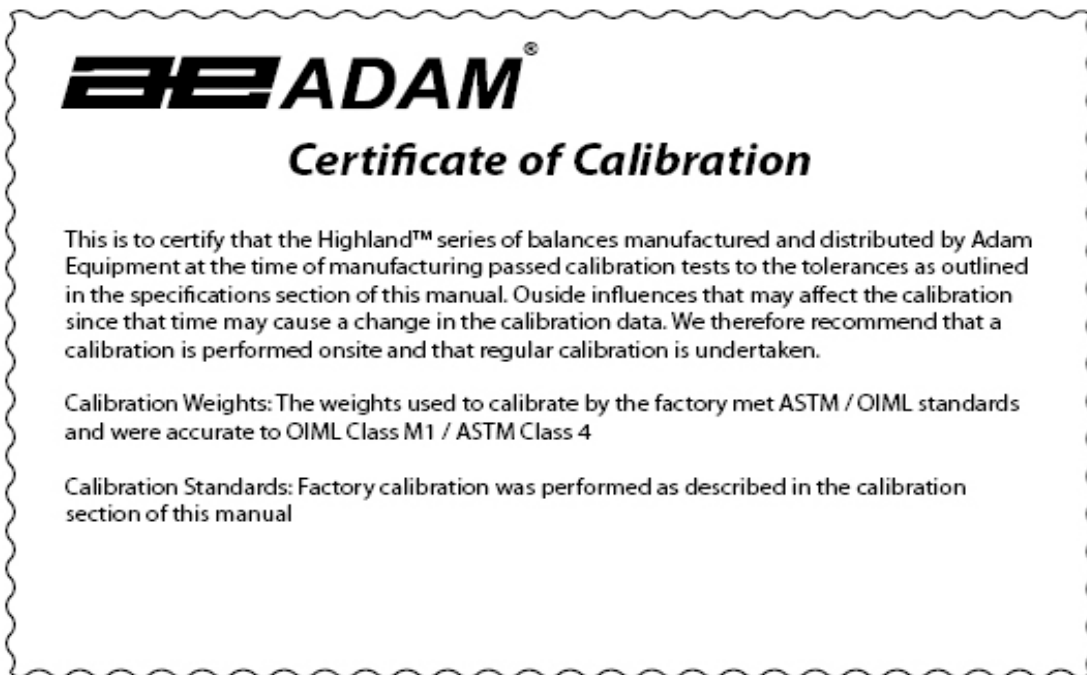 ae ADAM®
Certificate of Calibration
This is to certify that the Highland™ series of balances manufactured and distributed by Adam
Equipment at the time of manufacturing passed calibration tests to the tolerances as outlined
in the specifications section of this manual. Ouside influences that may affect the calibration
since that time may cause a change in the calibration data. We therefore recommend that a
calibration is performed onsite and that regular calibration is undertaken.
Calibration Weights: The weights used to calibrate by the factory met ASTM / OIML standards
and were accurate to OIML Class M1 / ASTM Class 4
Calibration Standards: Factory calibration was performed as described in the calibration
section of this manual